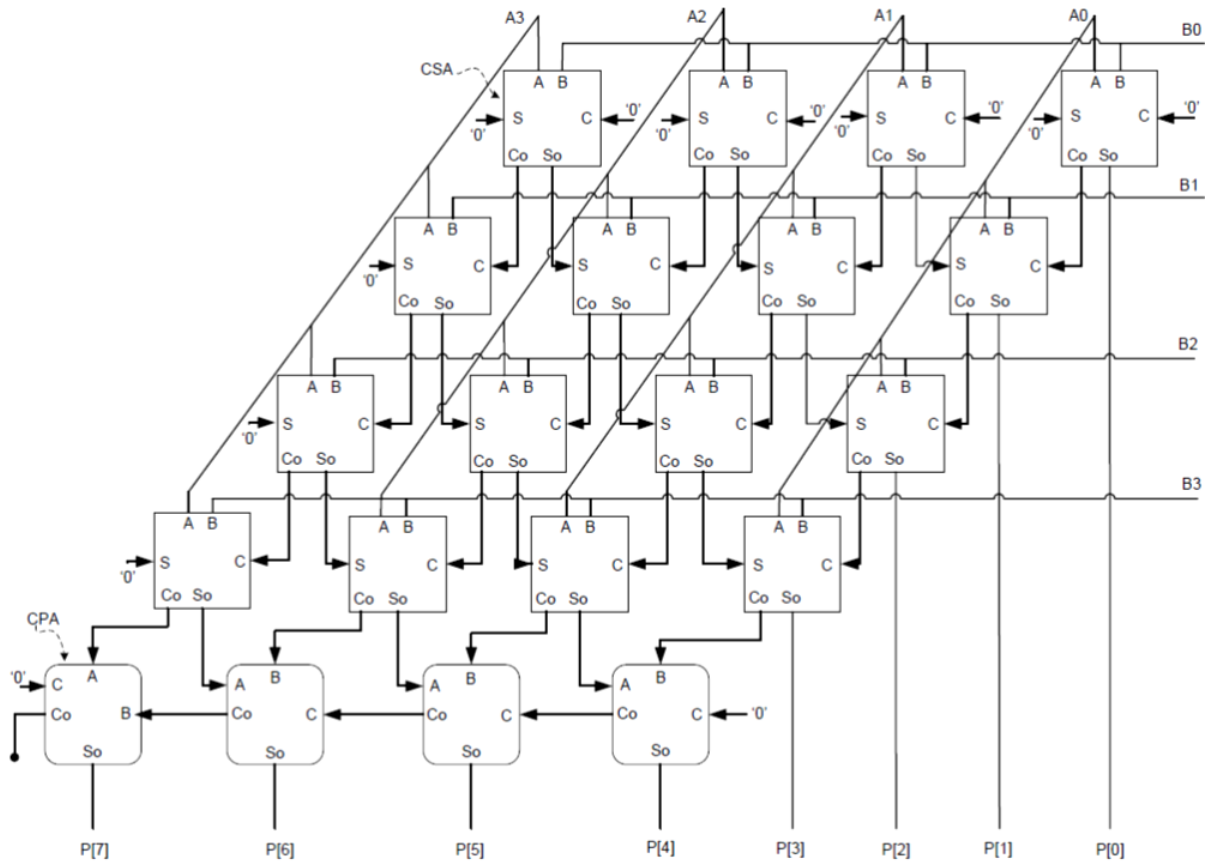 A3 A2 A1 A0 B0
CSA
A B A B A B A B
'0' S C '0' '0' S C '0' '0' S C '0' '0' S C '0'
Co So Co So Co So Co So
B1
A B A B A B A B
'0' S C S C S C S C
Co So Co So Co So Co So
B2
A B A B A B A B
'0' S C S C S C S C
Co So Co So Co So Co So
B3
A B A B A B A B
'0' S C S C S C S C
Co So Co So Co So Co So
CPA
'0' C A A B A B A B
Co B Co C Co C Co C '0'
So So So So
P[7] P[6] P[5] P[4] P[3] P[2] P[1] P[0]